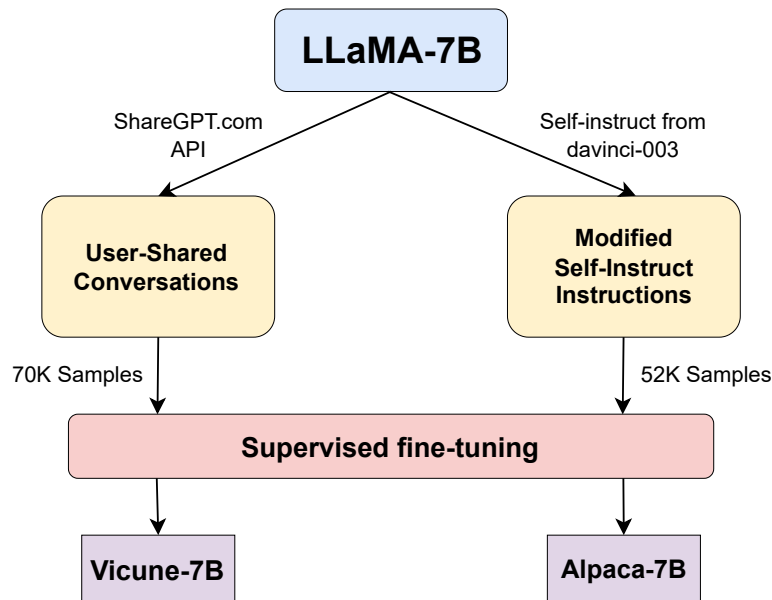 LLaMA-7B
ShareGPT.com
API
Self-instruct from
davinci-003
User-Shared
Conversations
Modified
Self-Instruct
Instructions
70K Samples
52K Samples
Supervised fine-tuning
Vicune-7B
Alpaca-7B